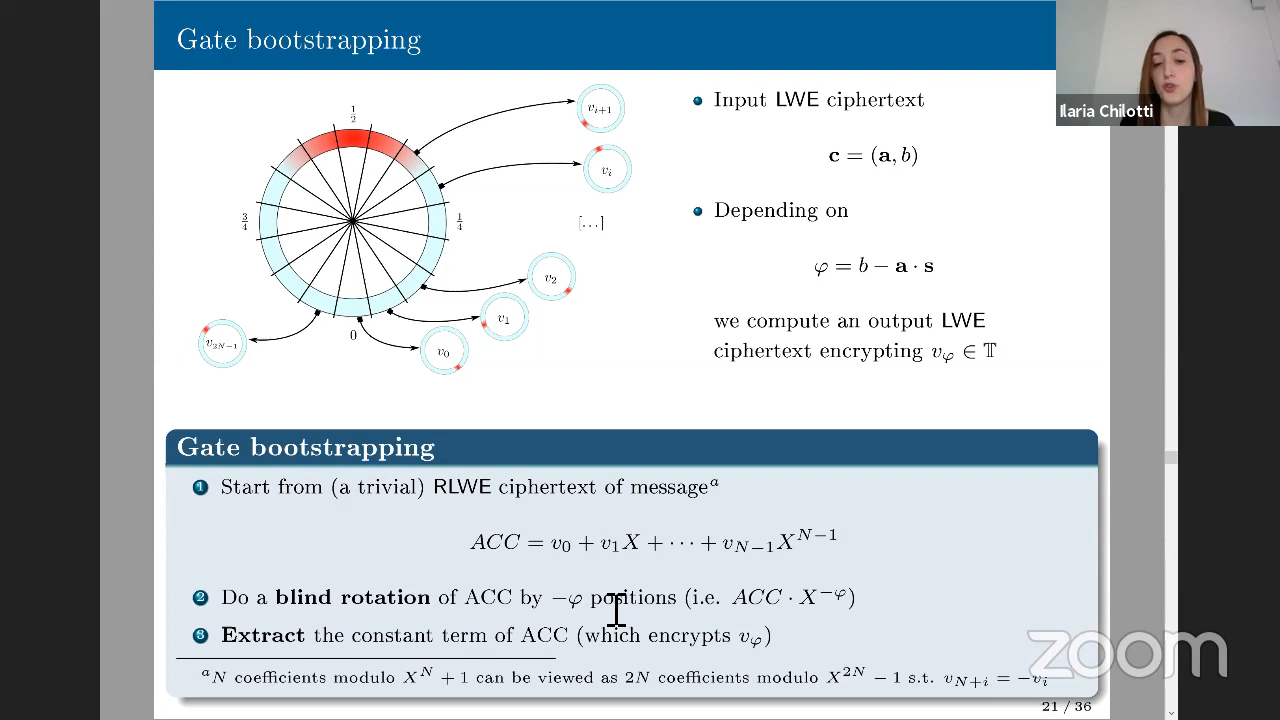 Gate bootstrapping
Ilaria Chilotti
1/2
3/4
1/4
0
v_{i+1}
v_i
[...]
v_2
v_1
v_0
v_{2N−1}
• Input LWE ciphertext
c = (a, b)
• Depending on
φ = b − a · s
we compute an output LWE
ciphertext encrypting v_φ ∈ 𝕋
Gate bootstrapping
1 Start from (a trivial) RLWE ciphertext of message^a
ACC = v_0 + v_1X + ⋯ + v_{N−1}X^{N−1}
2 Do a blind rotation of ACC by −φ positions (i.e. ACC · X^{−φ})
3 Extract the constant term of ACC (which encrypts v_φ)
^aN coefficients modulo X^N + 1 can be viewed as 2N coefficients modulo X^{2N} − 1 s.t. v_{N+i} = −v_i
21 / 36
zoom